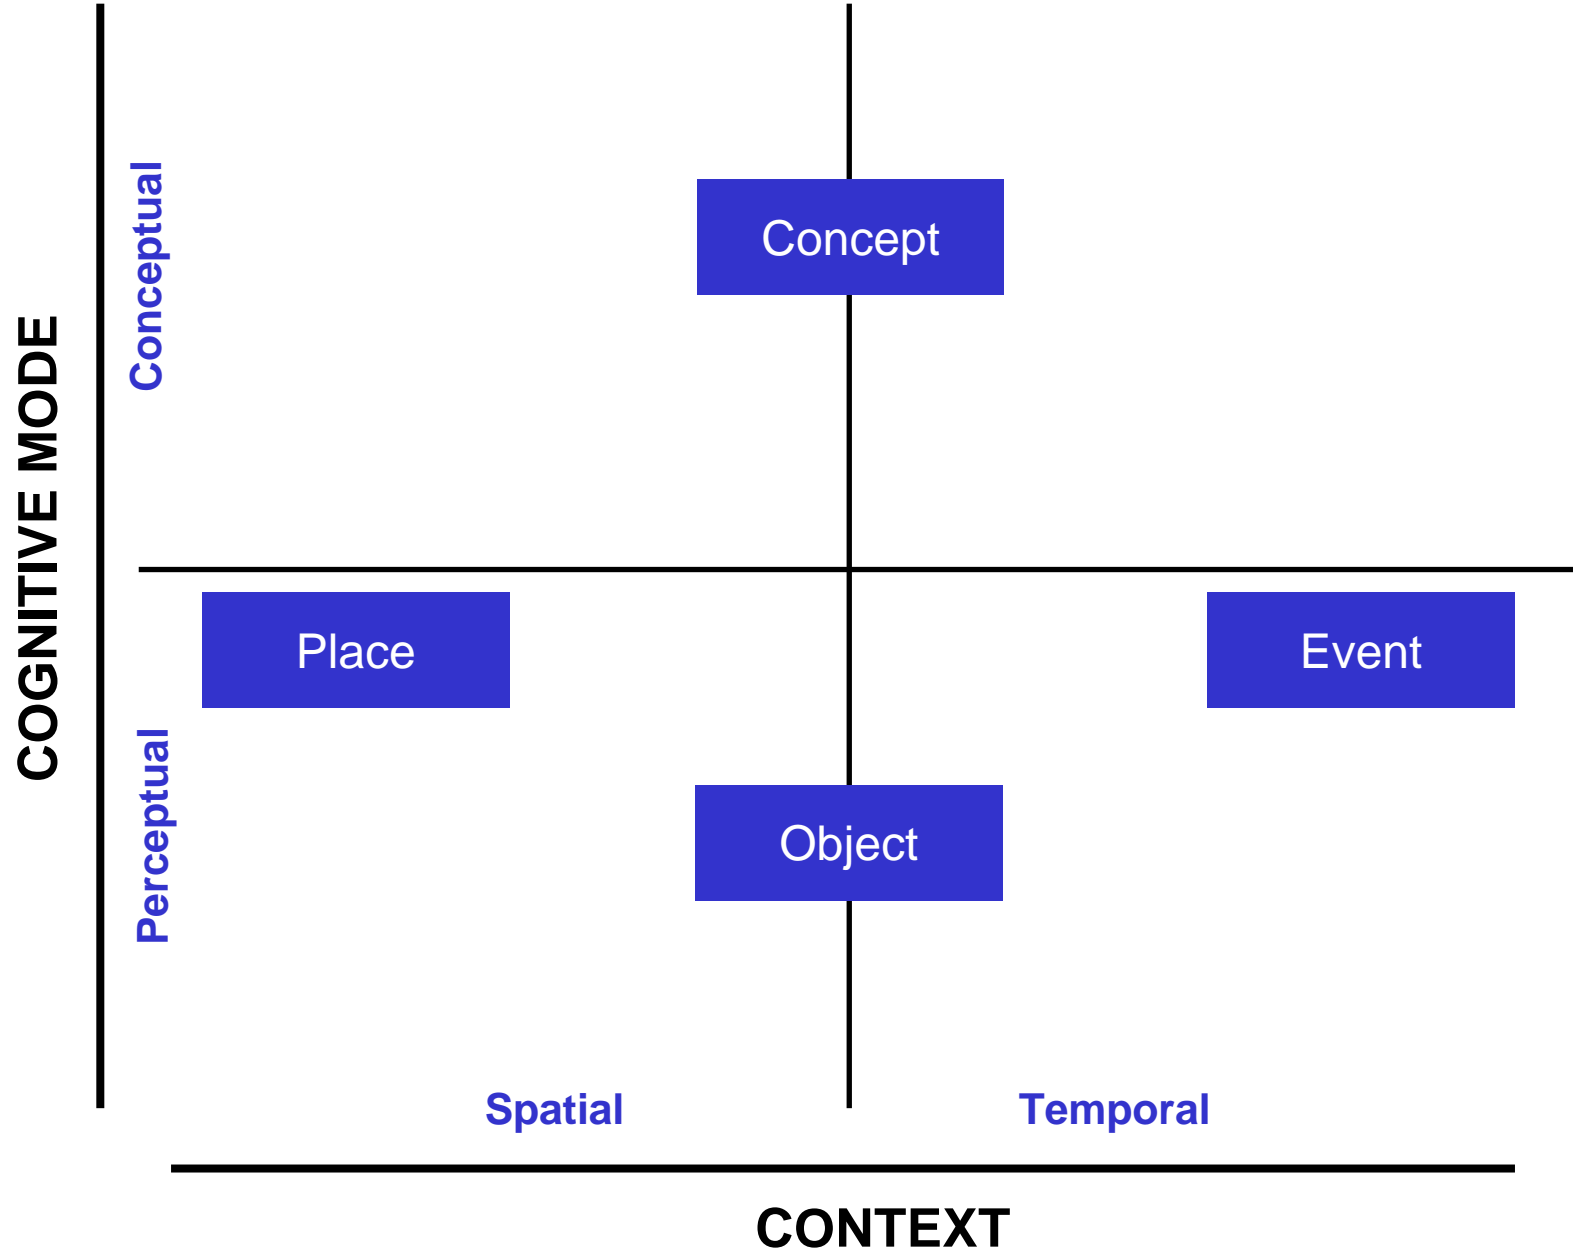 COGNITIVE MODE
Conceptual
Concept
Place
Event
Perceptual
Object
Spatial
Temporal
CONTEXT